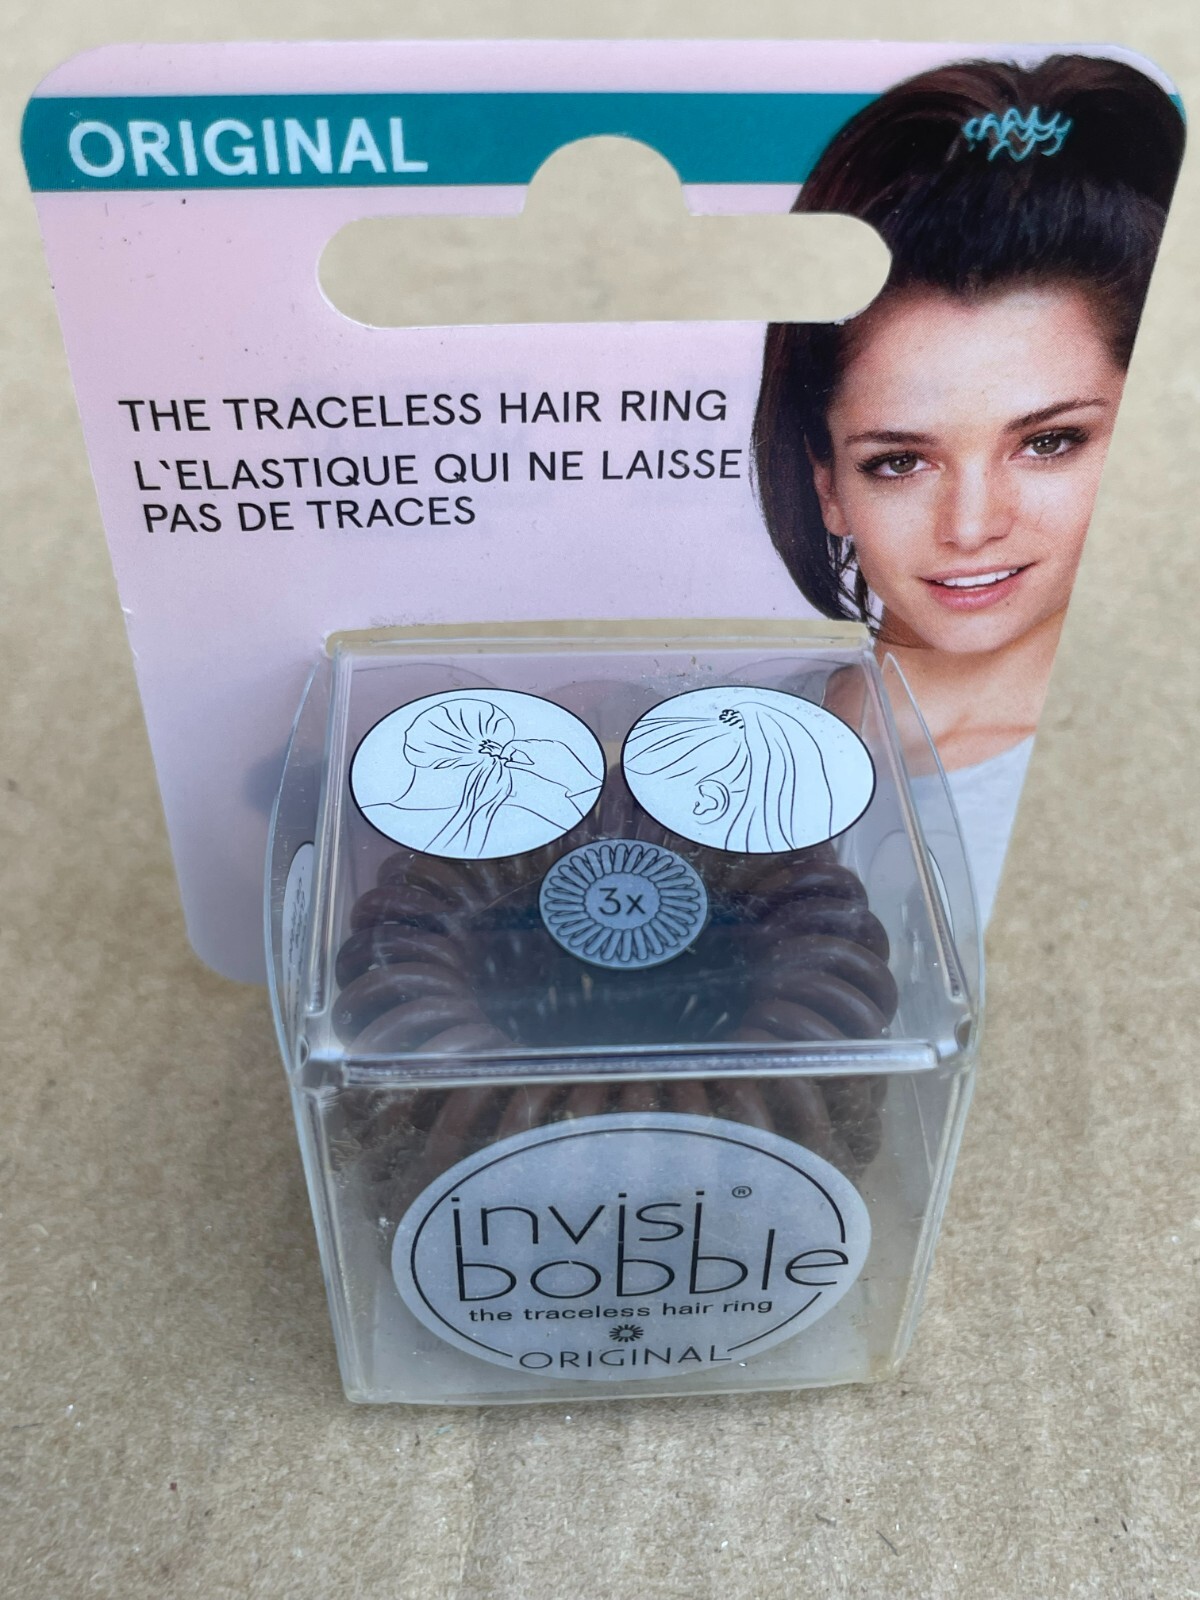 ORIGINAL
THE TRACELESS HAIR RING
L`ELASTIQUE QUI NE LAISSE
PAS DE TRACES
3x
invisi®
bobble
the traceless hair ring
ORIGINAL